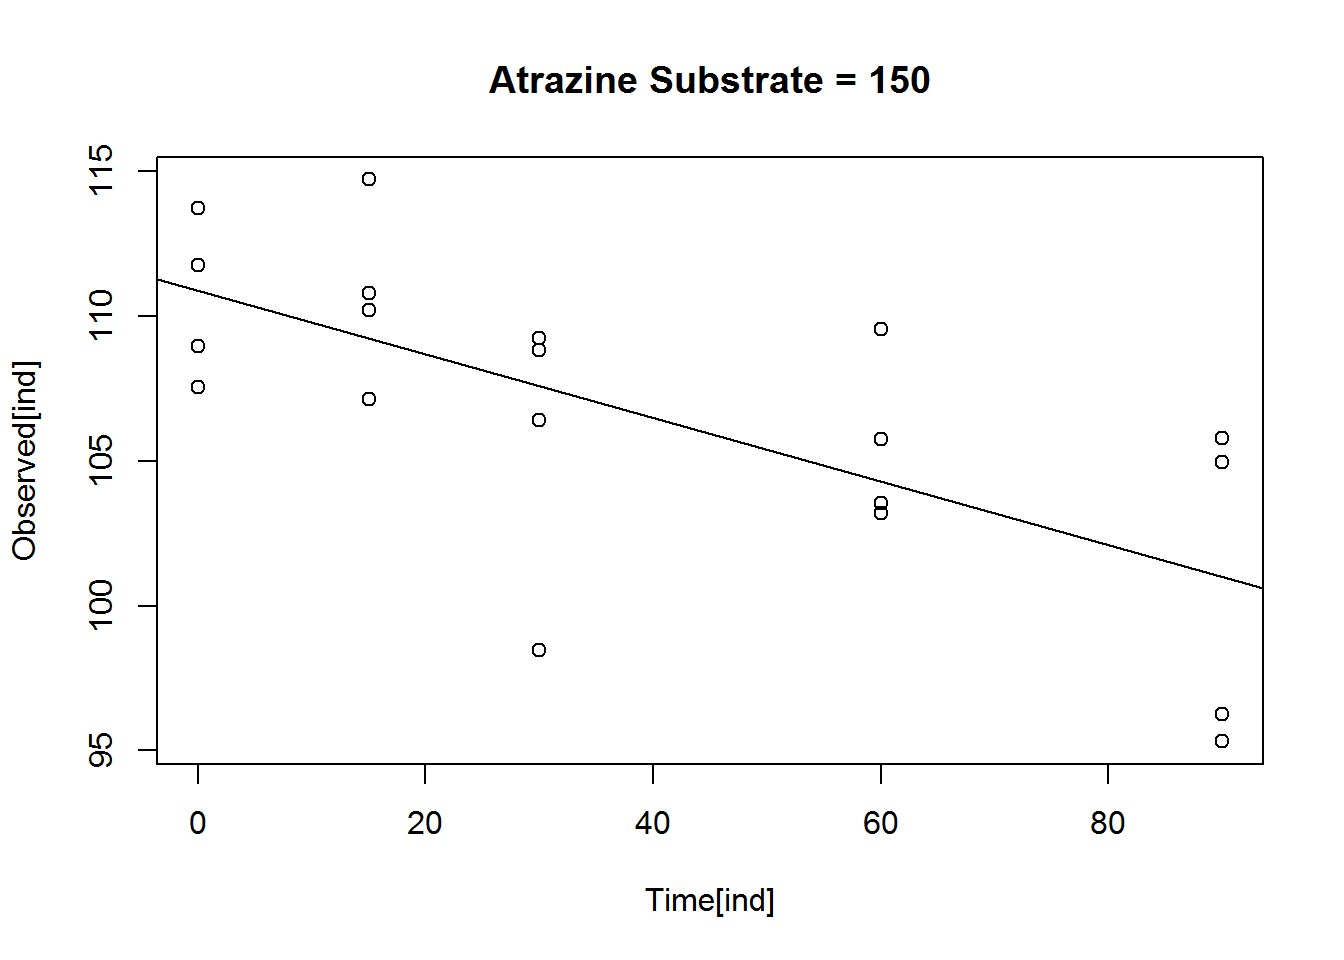 Atrazine Substrate = 150
Observed[ind]
115
110
105
100
95
0 20 40 60 80
Time[ind]